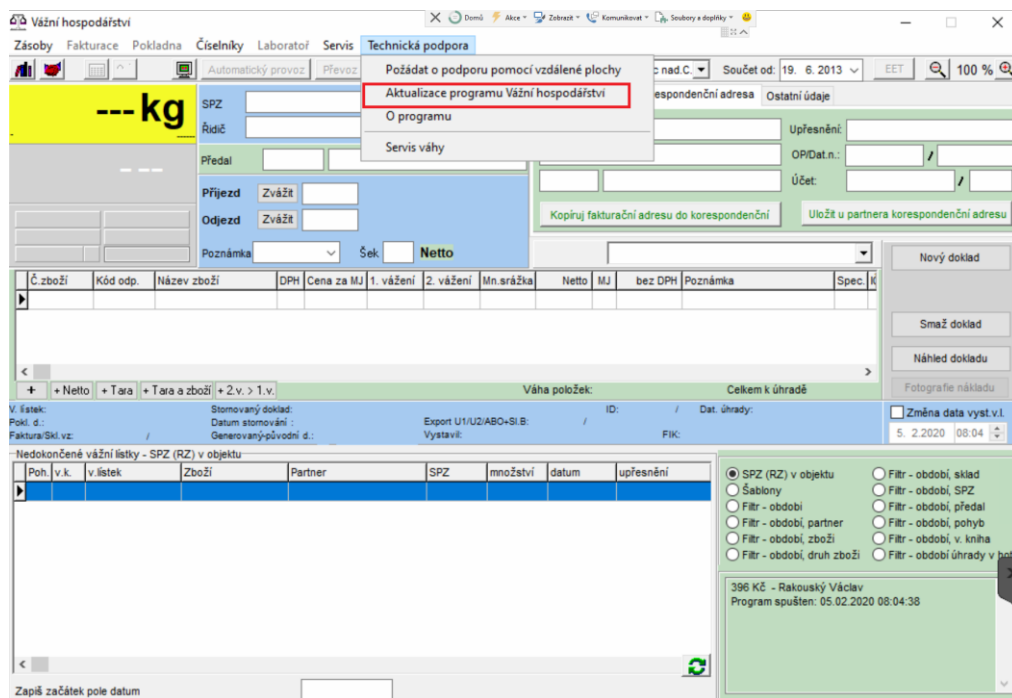 Vážní hospodářství
Domů Akce Zobrazit Komunikovat Soubory a doplňky
Zásoby Fakturace Pokladna Číselníky Laboratoř Servis Technická podpora
Automatický provoz Převoz
Požádat o podporu pomocí vzdálené plochy
Aktualizace programu Vážní hospodářství
O programu
Servis váhy
c nad.C. Součet od: 19. 6. 2013 EET 100 %
respondenční adresa Ostatní údaje
---kg
---
SPZ
Řidič
Předal
Příjezd Zvážit
Odjezd Zvážit
Poznámka Šek Netto
Upřesnění:
OP/Dat.n.: /
Účet: /
Kopíruj fakturační adresu do korespondenční Uložit u partnera korespondenční adresu
Č.zboží Kód odp. Název zboží DPH Cena za MJ 1. vážení 2. vážení Mn.srážka Netto MJ bez DPH Poznámka Spec. K
Nový doklad
Smaž doklad
Náhled dokladu
Fotografie nákladu
+ + Netto + Tara + Tara a zboží + 2.v. > 1.v. Váha položek: Celkem k úhradě
V. lístek: Stornovaný doklad: ID: / Dat. úhrady:
Pokl. d.: Datum stornování : Export U1/U2/ABO+Sl.B: /
Faktura/Skl.vz: / Generovaný-původní d.: Vystavil: FIK:
Změna data vyst.v.l.
5. 2.2020 08:04
Nedokončené vážní lístky - SPZ (RZ) v objektu
Poh. v.k. v.lístek Zboží Partner SPZ množství datum upřesnění
SPZ (RZ) v objektu Filtr - období, sklad
Šablony Filtr - období, SPZ
Filtr - období Filtr - období, předal
Filtr - období, partner Filtr - období, pohyb
Filtr - období, zboží Filtr - období, v. kniha
Filtr - období, druh zboží Filtr - období úhrady v hot
396 Kč - Rakouský Václav
Program spušten: 05.02.2020 08:04:38
Zapiš začátek pole datum